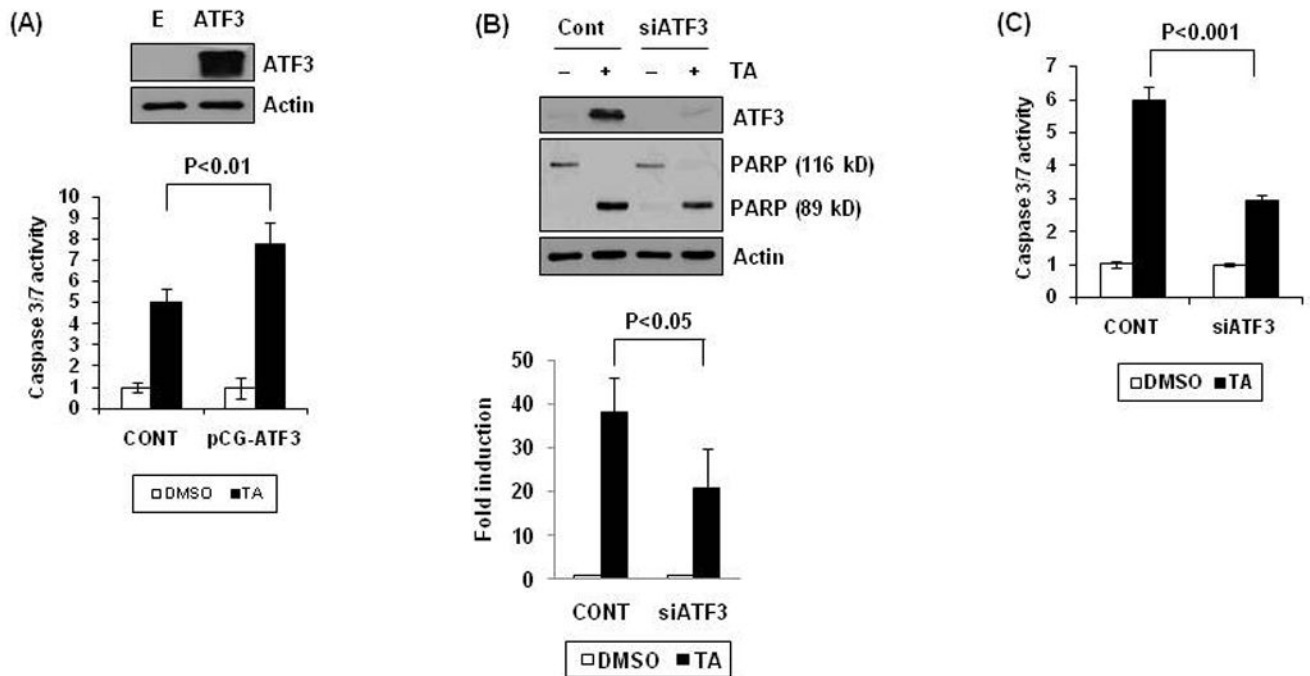 (A)
E ATF3
ATF3
Actin
P<0.01
Caspase 3/7 activity
10
9
8
7
6
5
4
3
2
1
0
CONT pCG-ATF3
DMSO TA
(B)
Cont siATF3
– + – + TA
ATF3
PARP (116 kD)
PARP (89 kD)
Actin
P<0.05
Fold induction
50
40
30
20
10
0
CONT siATF3
DMSO TA
(C)
P<0.001
Caspase 3/7 activity
7
6
5
4
3
2
1
0
CONT siATF3
DMSO TA